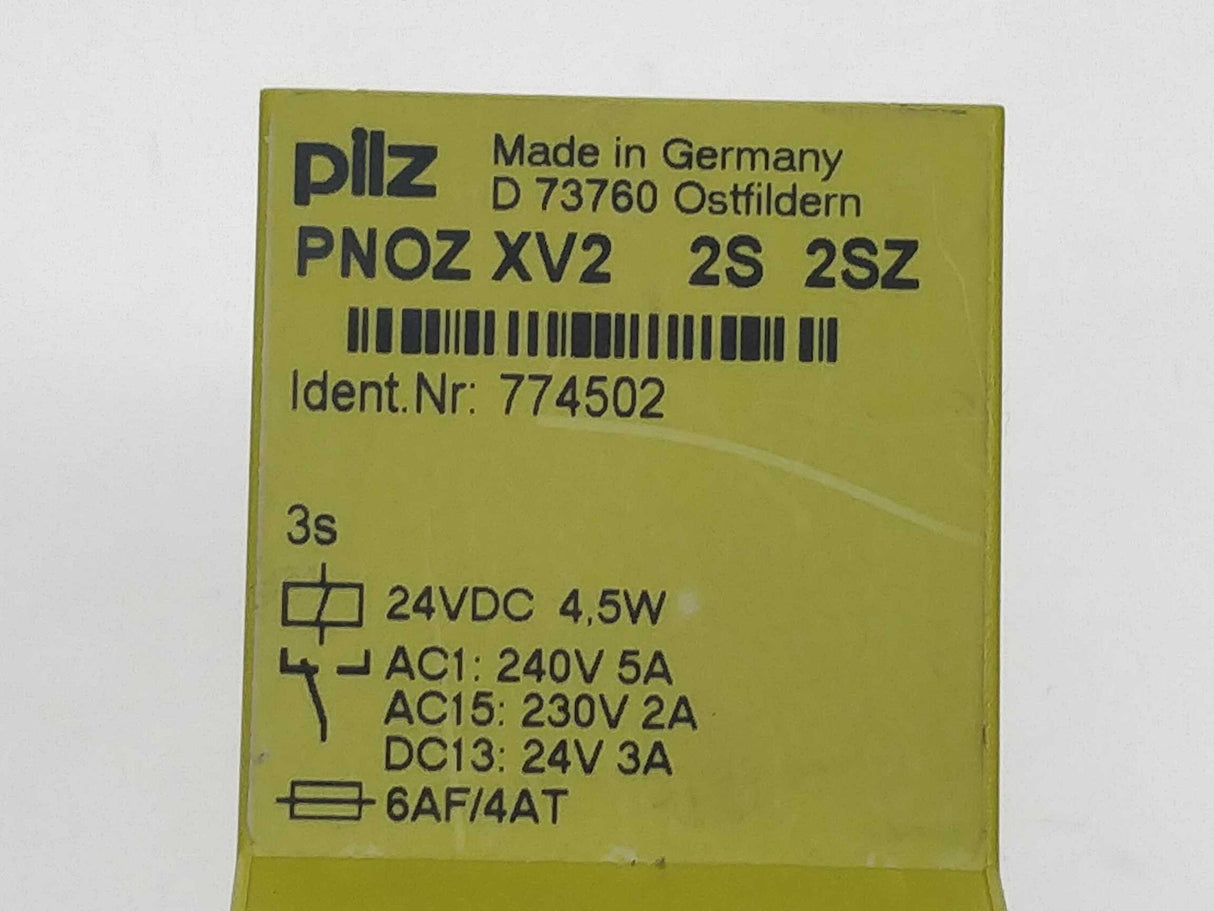 pilz Made in Germany
D 73760 Ostfildern
PNOZ XV2 2S 2SZ
Ident.Nr: 774502
3s
24VDC 4,5W
AC1: 240V 5A
AC15: 230V 2A
DC13: 24V 3A
6AF/4AT